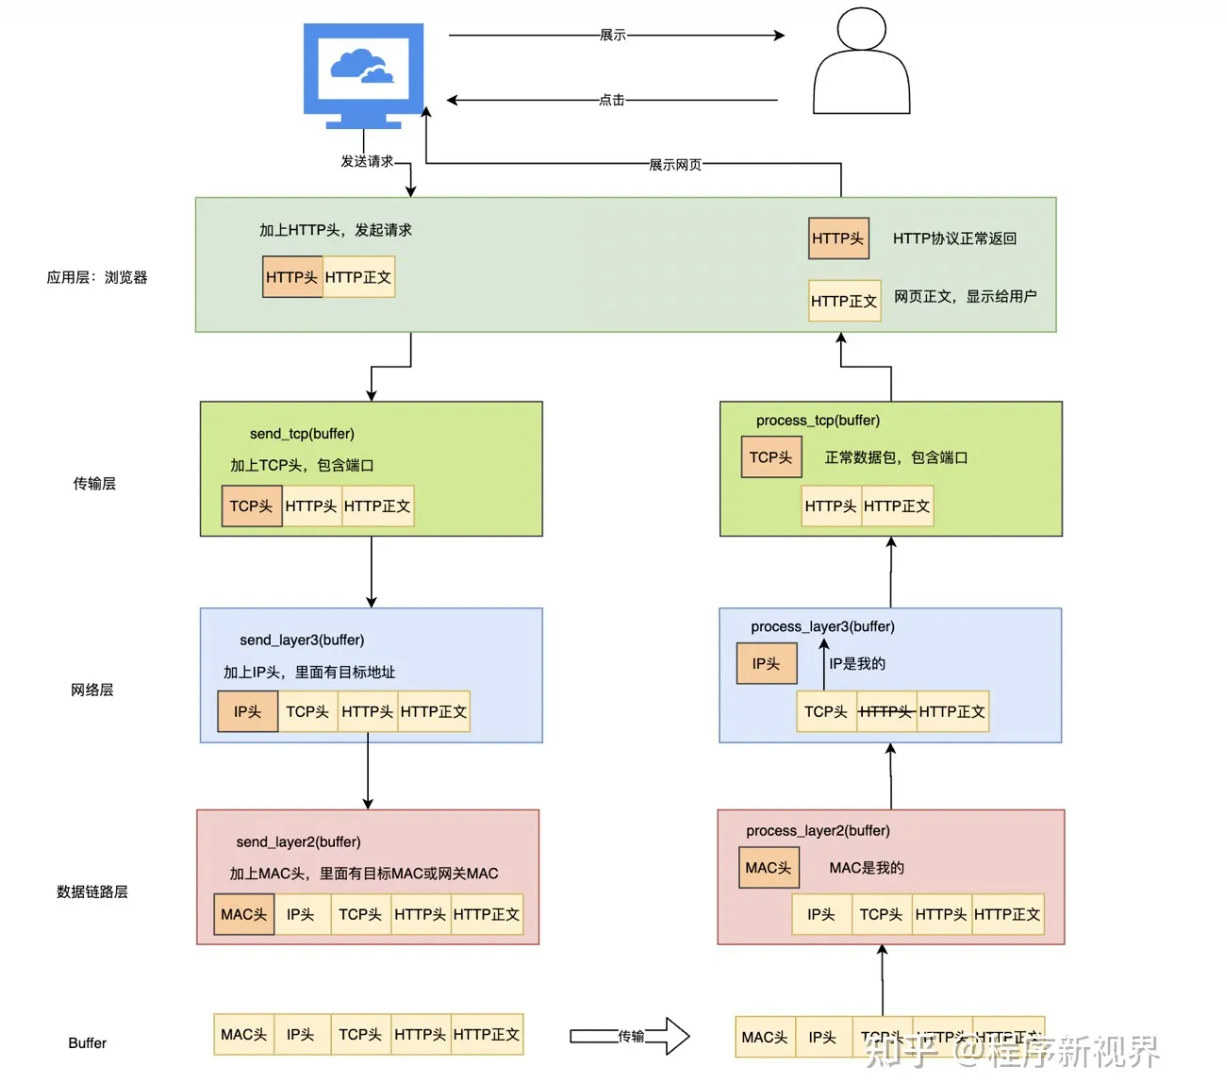 展示
点击
发送请求
展示网页
应用层：浏览器
加上HTTP头，发起请求
HTTP头 HTTP正文
HTTP头 HTTP协议正常返回
HTTP正文 网页正文，显示给用户
传输层
send_tcp(buffer)
加上TCP头，包含端口
TCP头 HTTP头 HTTP正文
process_tcp(buffer)
TCP头 正常数据包，包含端口
HTTP头 HTTP正文
网络层
send_layer3(buffer)
加上IP头，里面有目标地址
IP头 TCP头 HTTP头 HTTP正文
process_layer3(buffer)
IP头 IP是我的
TCP头 HTTP头 HTTP正文
数据链路层
send_layer2(buffer)
加上MAC头，里面有目标MAC或网关MAC
MAC头 IP头 TCP头 HTTP头 HTTP正文
process_layer2(buffer)
MAC头 MAC是我的
IP头 TCP头 HTTP头 HTTP正文
Buffer
MAC头 IP头 TCP头 HTTP头 HTTP正文
传输
MAC头 IP头 TCP头 HTTP头 HTTP正文
知乎 @程序新视界